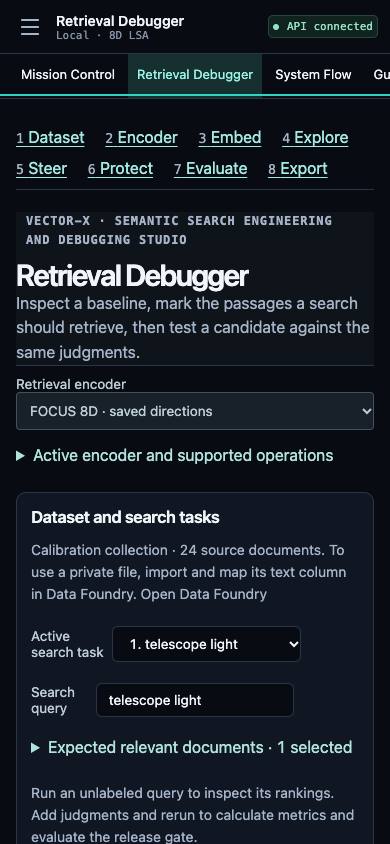 Retrieval Debugger
Local · 8D LSA
API connected
Mission Control Retrieval Debugger System Flow Gu
1 Dataset 2 Encoder 3 Embed 4 Explore
5 Steer 6 Protect 7 Evaluate 8 Export
VECTOR-X · SEMANTIC SEARCH ENGINEERING
AND DEBUGGING STUDIO
Retrieval Debugger
Inspect a baseline, mark the passages a search
should retrieve, then test a candidate against the
same judgments.
Retrieval encoder
FOCUS 8D · saved directions
Active encoder and supported operations
Dataset and search tasks
Calibration collection · 24 source documents. To
use a private file, import and map its text column
in Data Foundry. Open Data Foundry
Active
search task
1. telescope light
Search
query
telescope light
Expected relevant documents · 1 selected
Run an unlabeled query to inspect its rankings.
Add judgments and rerun to calculate metrics and
evaluate the release gate.